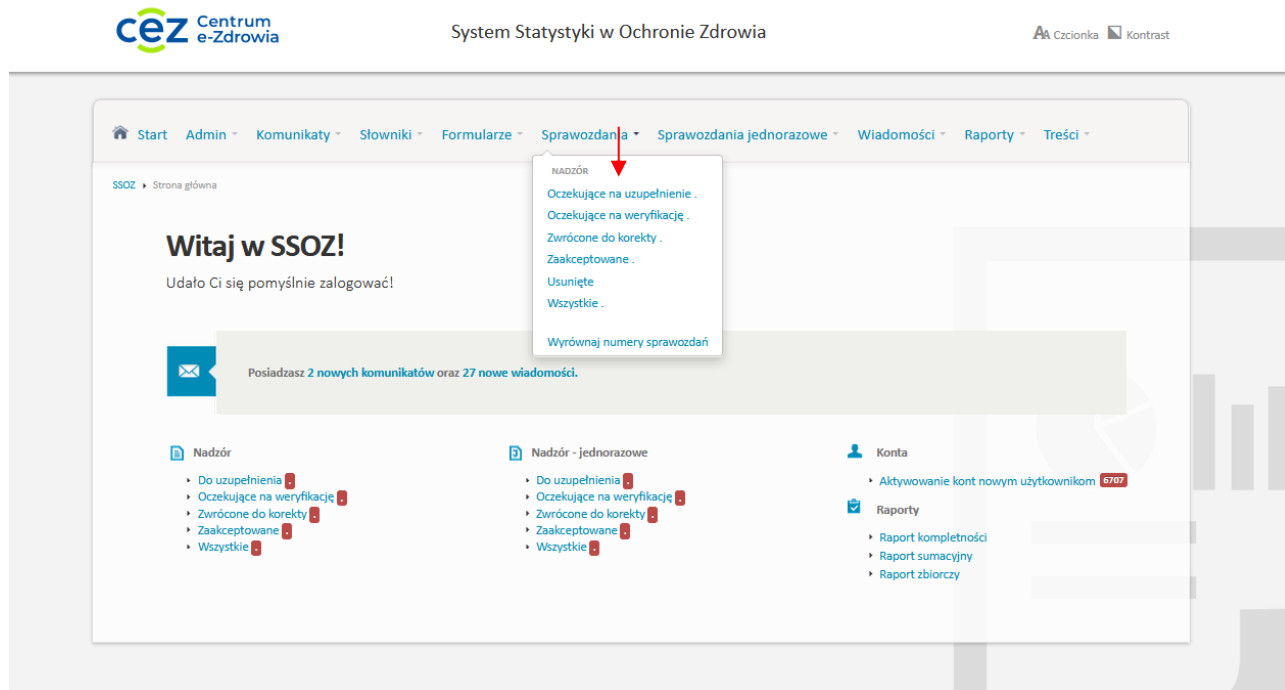 cez Centrum
e-Zdrowia
System Statystyki w Ochronie Zdrowia
AA Czcionka Kontrast
Start Admin Komunikaty Słowniki Formularze Sprawozdania Sprawozdania jednorazowe Wiadomości Raporty Treści
NADZÓR
Oczekujące na uzupełnienie .
Oczekujące na weryfikację .
Zwrócone do korekty .
Zaakceptowane .
Usunięte
Wszystkie .
Wyrównaj numery sprawozdań
SSOZ Strona główna
Witaj w SSOZ!
Udało Ci się pomyślnie zalogować!
Posiadasz 2 nowych komunikatów oraz 27 nowe wiadomości.
Nadzór
Do uzupełnienia .
Oczekujące na weryfikację .
Zwrócone do korekty .
Zaakceptowane .
Wszystkie .
Nadzór - jednorazowe
Do uzupełnienia .
Oczekujące na weryfikację .
Zwrócone do korekty .
Zaakceptowane .
Wszystkie .
Konta
Aktywowanie kont nowym użytkownikom 6707
Raporty
Raport kompletności
Raport sumacyjny
Raport zbiorczy